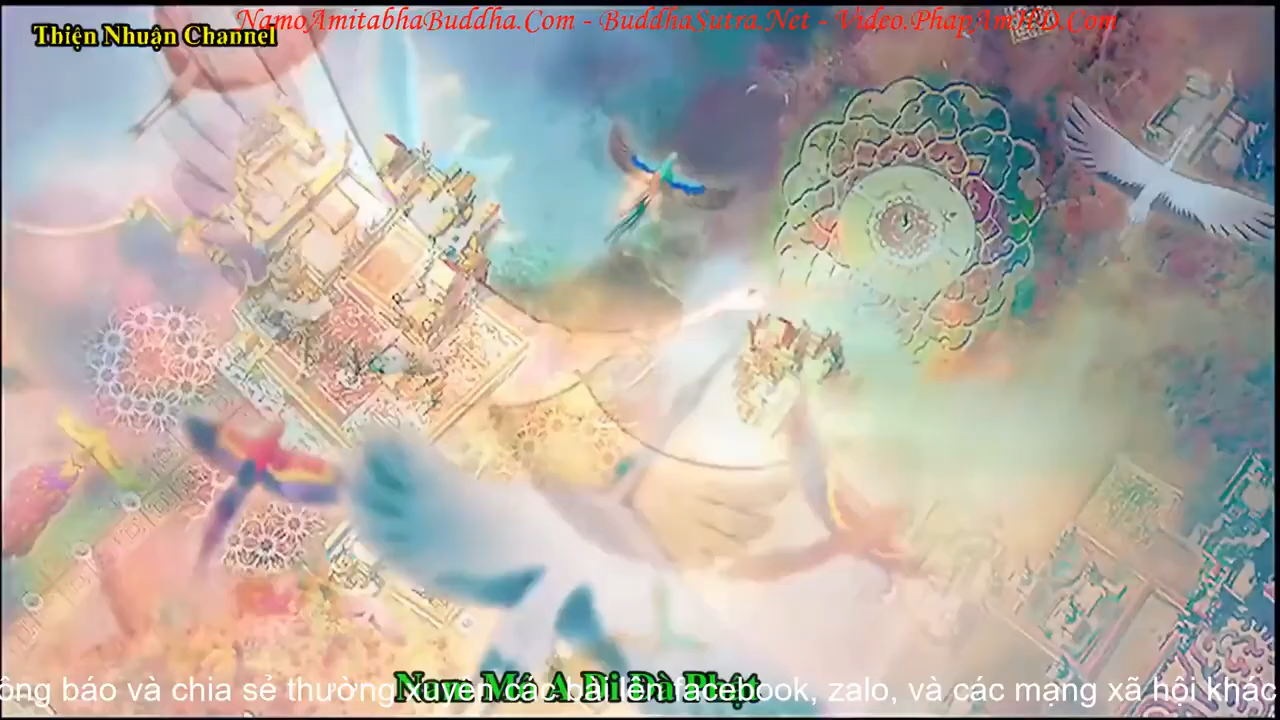 NamoAmitabhaBuddha.Com - BuddhaSutra.Net - Video.PhapAmTPD.Com
Thiện Nhuận Channel
Nam Mô A Di Đà Phật
ông báo và chia sẻ thường xuyên các bài lên facebook, zalo, và các mạng xã hội khác